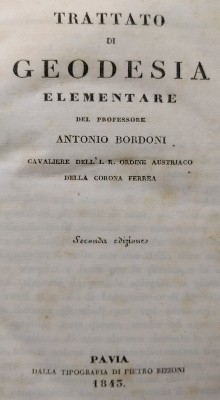 TRATTATO
DI
GEODESIA
ELEMENTARE
DEL PROFESSORE
ANTONIO BORDONI
CAVALIERE DELL' I. R. ORDINE AUSTRIACO
DELLA CORONA FERREA
Seconda edizione
PAVIA
DALLA TIPOGRAFIA DI PIETRO BIZZONI
1843